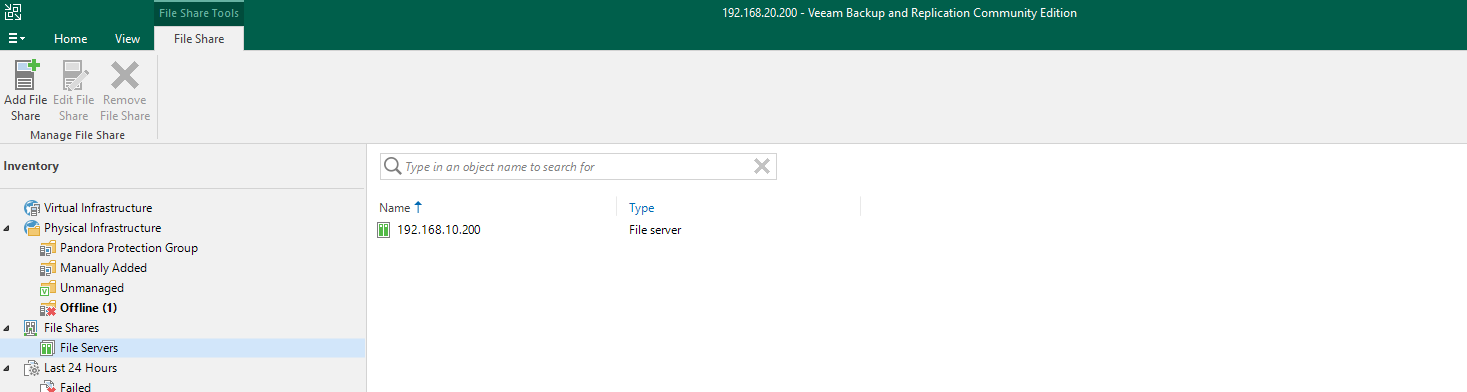 File Share Tools
192.168.20.200 - Veeam Backup and Replication Community Edition
Home
View
File Share
Add File
Share
Edit File
Share
Remove
File Share
Manage File Share
Inventory
Type in an object name to search for
Virtual Infrastructure
Physical Infrastructure
Pandora Protection Group
Manually Added
Unmanaged
Offline (1)
File Shares
File Servers
Last 24 Hours
Failed
Name
Type
192.168.10.200
File server